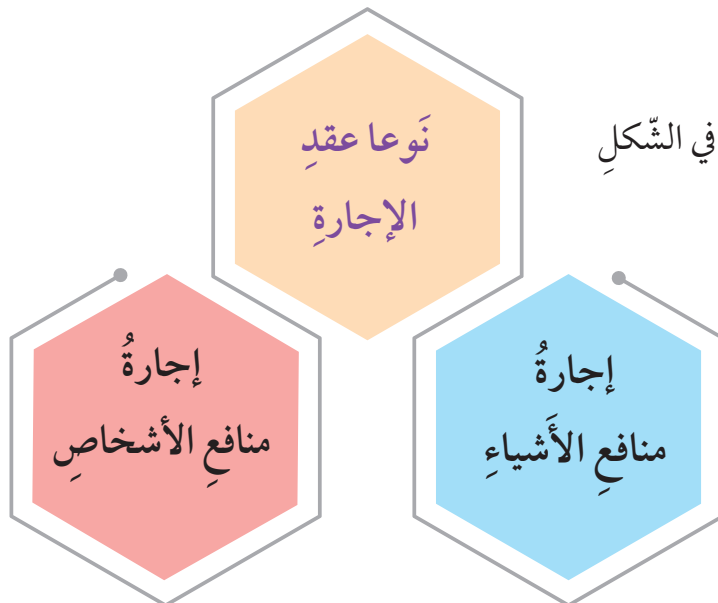 في الشّكلِ
نَوعا عقدِ
الإجارةِ
إجارةُ
منافعِ الأَشياءِ
إجارةُ
منافعِ الأشخاصِ